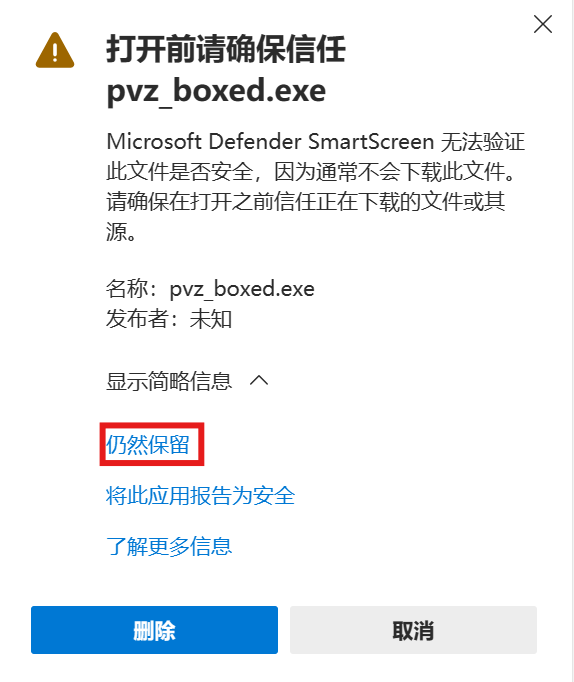 打开前请确保信任
pvz_boxed.exe
Microsoft Defender SmartScreen 无法验证
此文件是否安全，因为通常不会下载此文件。
请确保在打开之前信任正在下载的文件或其
源。
名称：pvz_boxed.exe
发布者：未知
显示简略信息
仍然保留
将此应用报告为安全
了解更多信息
删除
取消